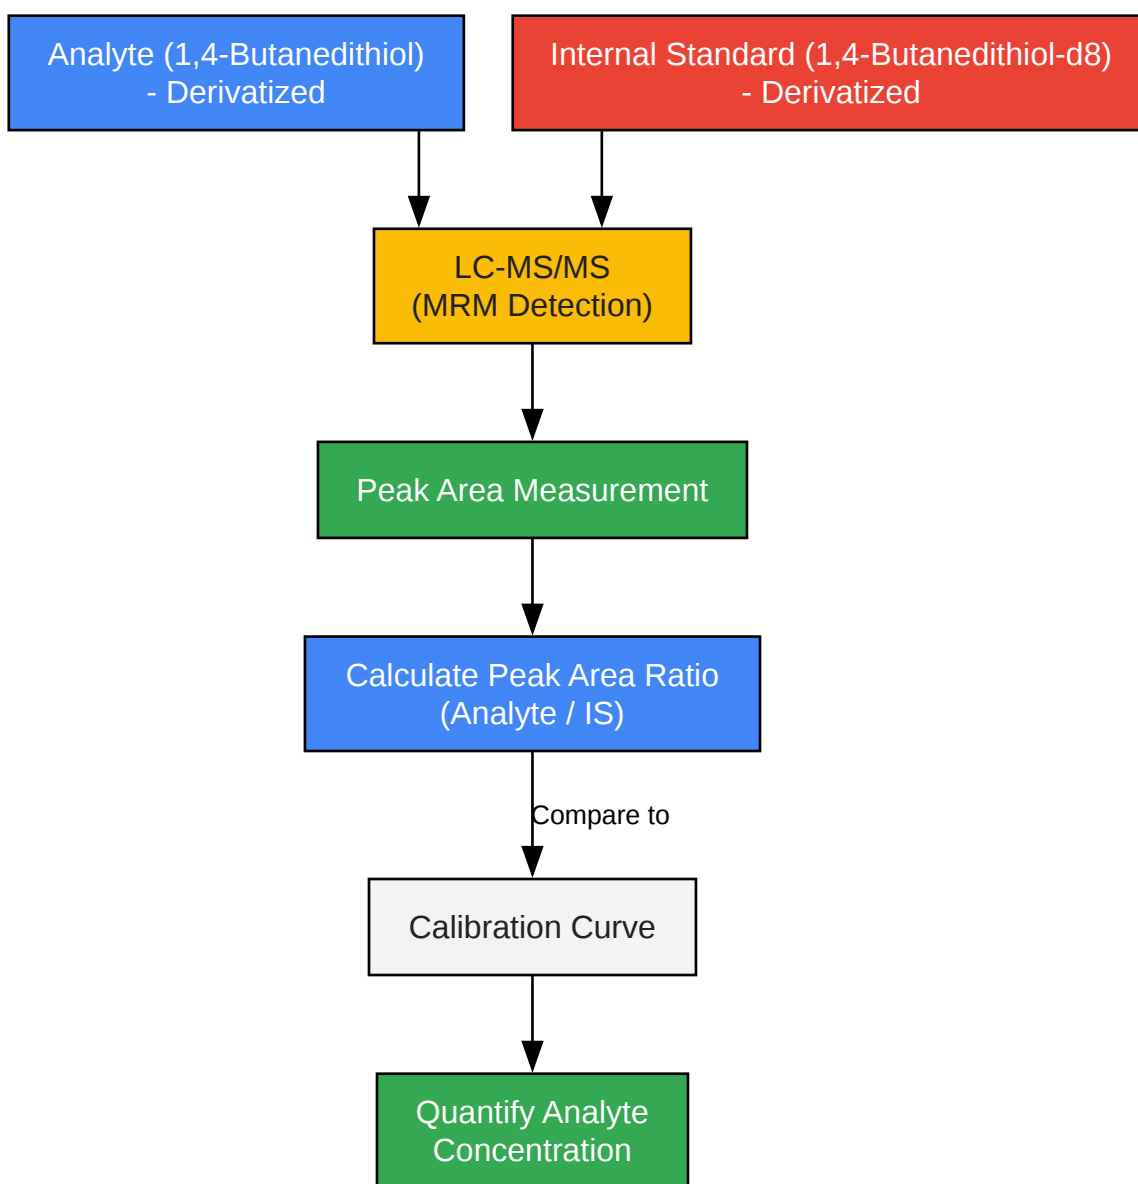 Analyte (1,4-Butanedithiol)
- Derivatized
Internal Standard (1,4-Butanedithiol-d8)
- Derivatized
LC-MS/MS
(MRM Detection)
Peak Area Measurement
Calculate Peak Area Ratio
(Analyte / IS)
Compare to
Calibration Curve
Quantify Analyte
Concentration